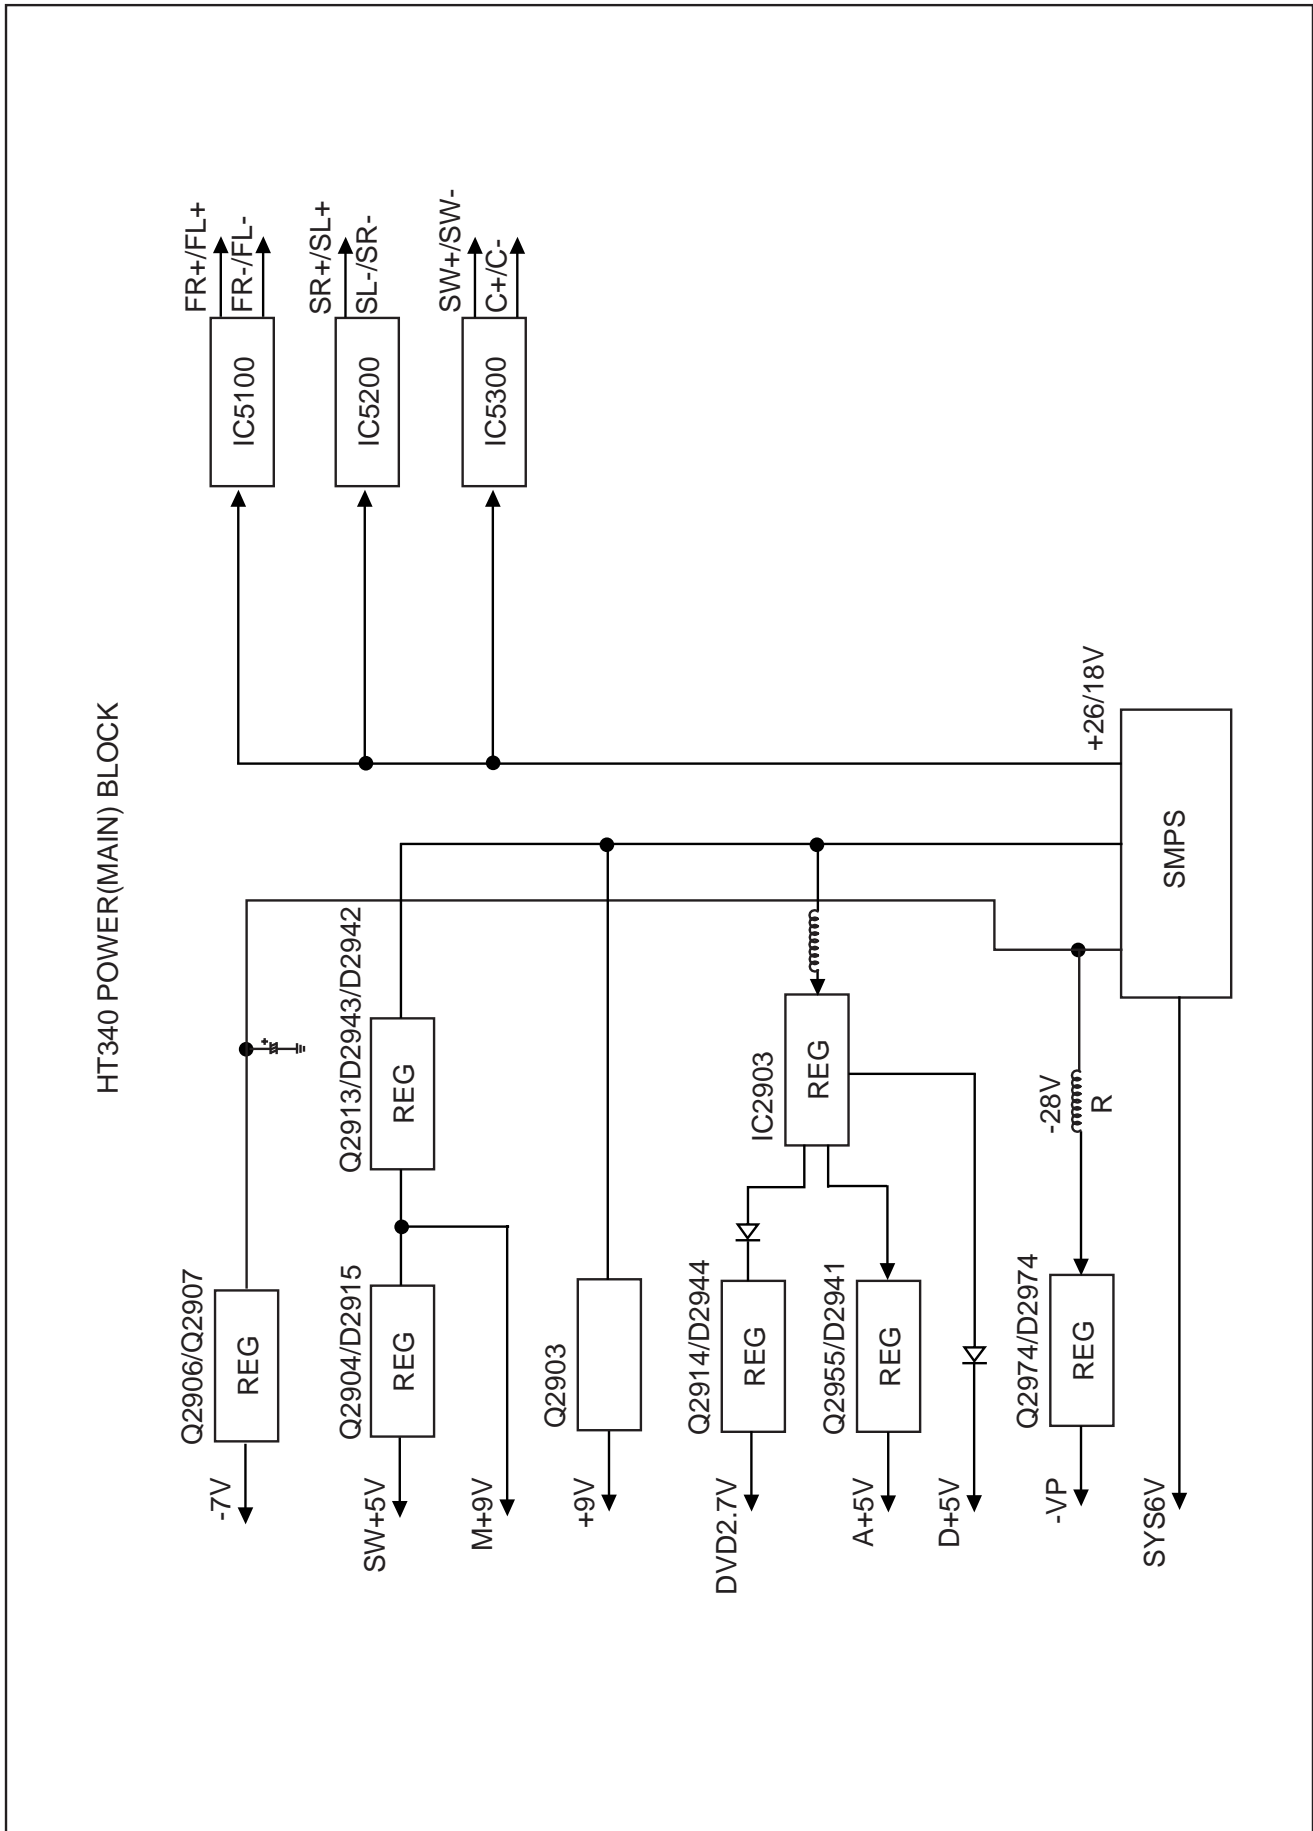 HT340 POWER(MAIN) BLOCK
FR+/FL+
FR-/FL-
IC5100
SR+/SL+
SL-/SR-
IC5200
SW+/SW-
C+/C-
IC5300
+26/18V
SMPS
-7V
Q2906/Q2907
REG
SW+5V
Q2904/D2915
REG
Q2913/D2943/D2942
REG
+
M+9V
+9V
Q2903
DVD2.7V
Q2914/D2944
REG
IC2903
REG
A+5V
Q2955/D2941
REG
D+5V
-VP
Q2974/D2974
REG
-28V
R
SYS6V